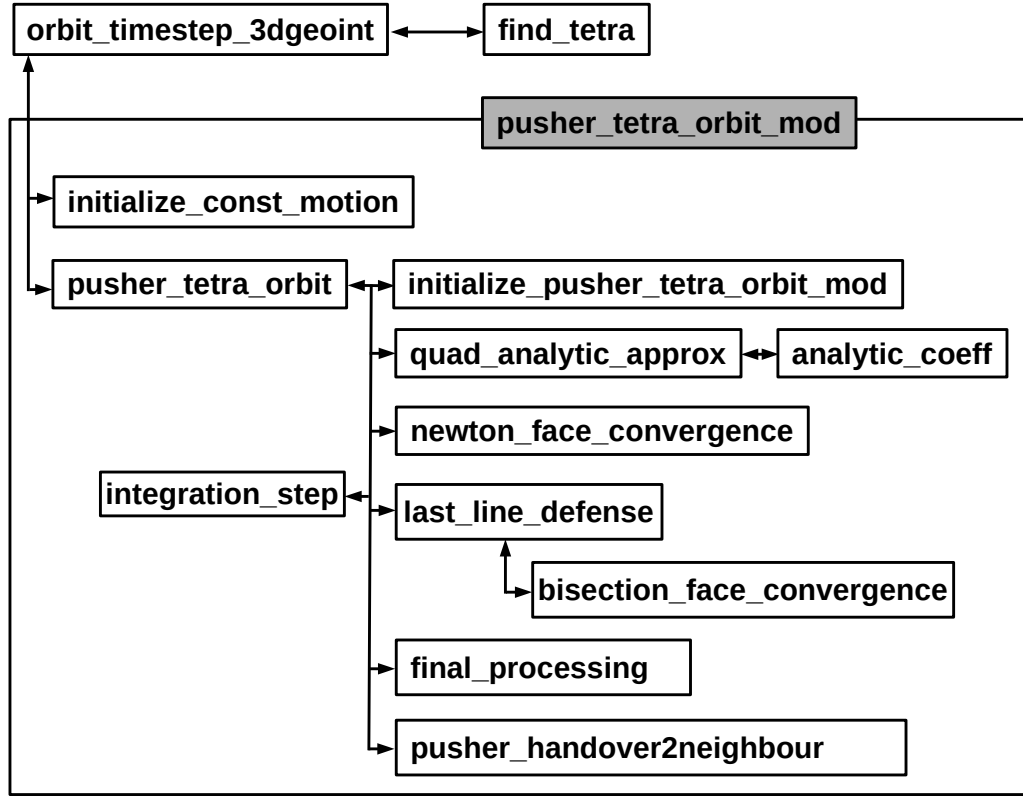 orbit_timestep_3dgeoint
find_tetra
pusher_tetra_orbit_mod
initialize_const_motion
pusher_tetra_orbit
initialize_pusher_tetra_orbit_mod
quad_analytic_approx
analytic_coeff
newton_face_convergence
integration_step
last_line_defense
bisection_face_convergence
final_processing
pusher_handover2neighbour